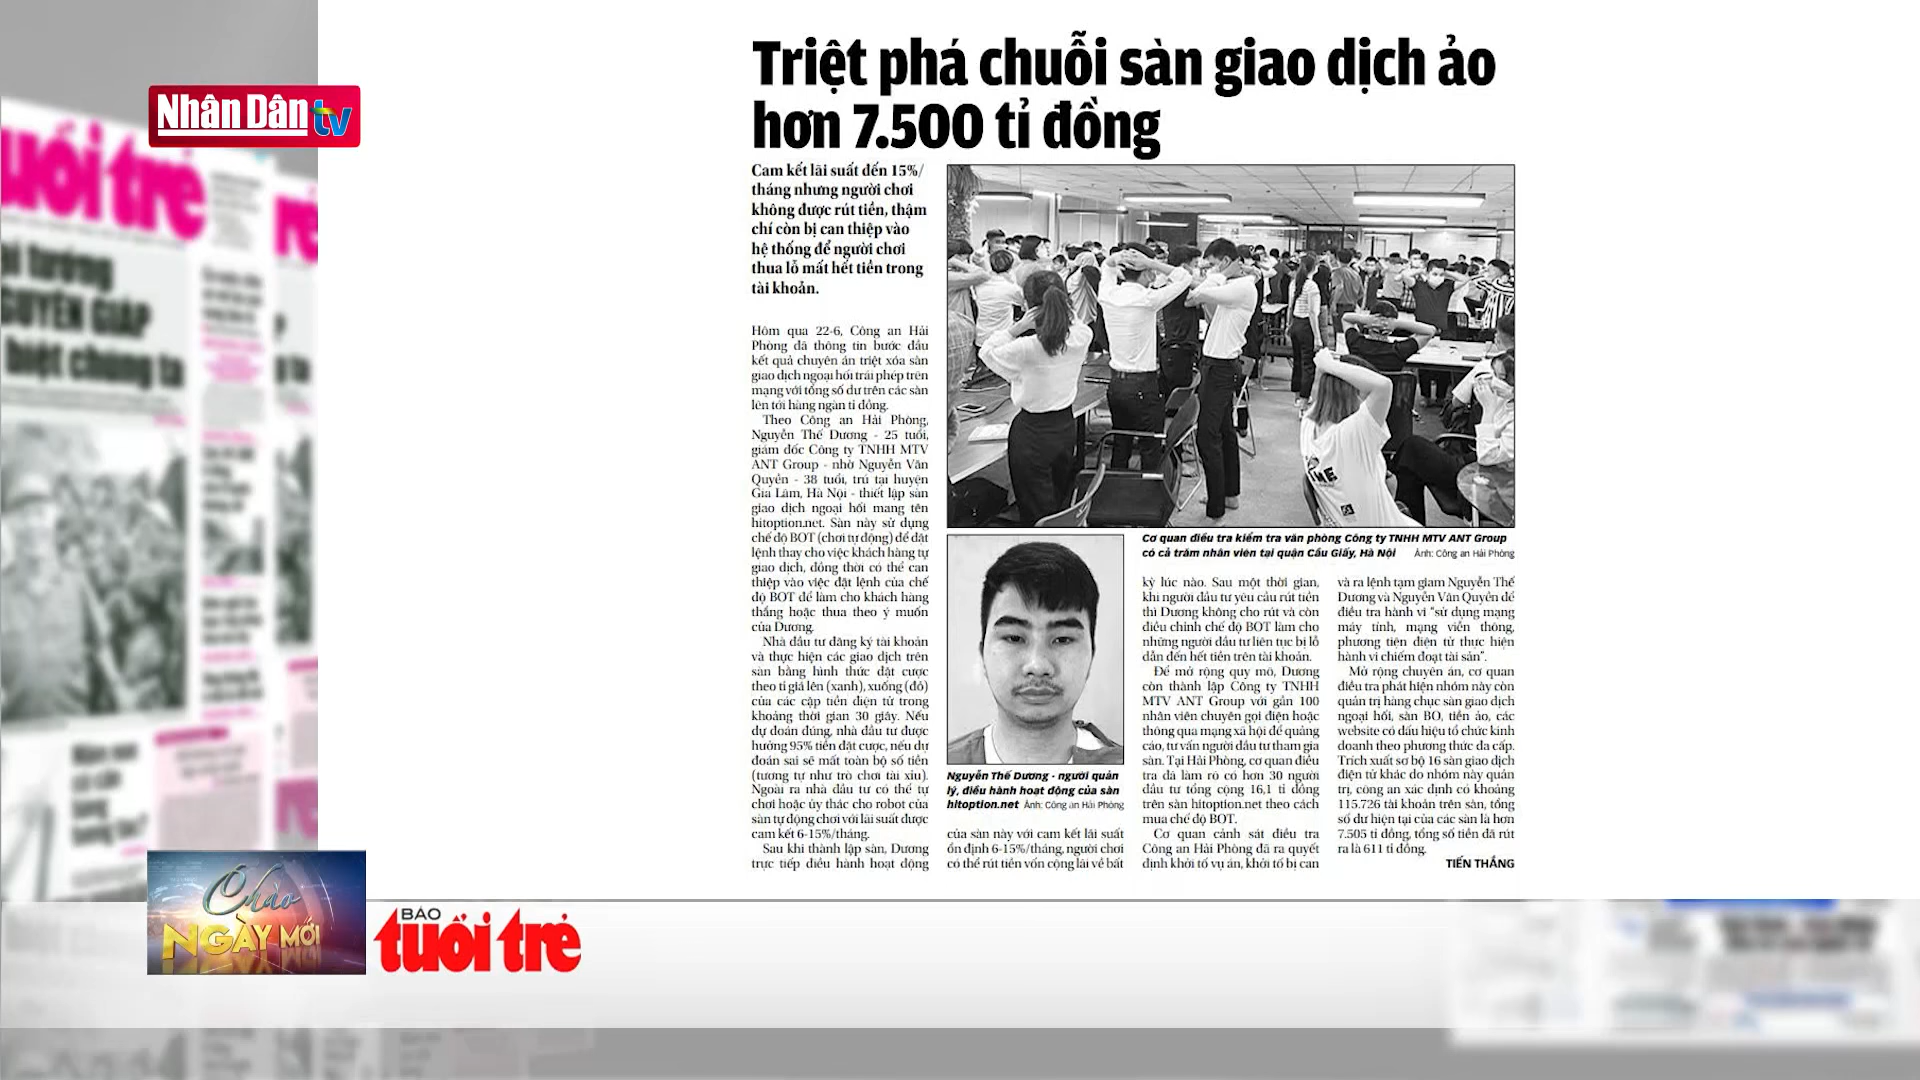 Nhân Dân tv
Triệt phá chuỗi sàn giao dịch ảo
hơn 7.500 tỉ đồng
Cam kết lãi suất đến 15%/
tháng nhưng người chơi
không được rút tiền, thậm
chí còn bị can thiệp vào
hệ thống để người chơi
thua lỗ mất hết tiền trong
tài khoản.
Hôm qua 22-6, Công an Hải
Phòng đã thông tin bước đầu
kết quả chuyên án triệt xóa sàn
giao dịch ngoại hối trái phép trên
mạng với tổng số dư trên các sàn
lên tới hàng ngàn tỉ đồng.
Theo Công an Hải Phòng,
Nguyễn Thế Dương - 25 tuổi,
giám đốc Công ty TNHH MTV
ANT Group - nhờ Nguyễn Văn
Quyền - 38 tuổi, trú tại huyện
Gia Lâm, Hà Nội - thiết lập sàn
giao dịch ngoại hối mang tên
hitoption.net. Sàn này sử dụng
chế độ BOT (chơi tự động) để đặt
lệnh thay cho việc khách hàng tự
giao dịch, đồng thời có thể can
thiệp vào việc đặt lệnh của chế
độ BOT để làm cho khách hàng
thắng hoặc thua theo ý muốn
của Dương.
Nhà đầu tư đăng ký tài khoản
và thực hiện các giao dịch trên
sàn bằng hình thức đặt cược
theo tỉ giá lên (xanh), xuống (đỏ)
của các cặp tiền điện tử trong
khoảng thời gian 30 giây. Nếu
dự đoán đúng, nhà đầu tư được
hưởng 95% tiền đặt cược, nếu dự
đoán sai sẽ mất toàn bộ số tiền
(tương tự như trò chơi tài xỉu).
Ngoài ra nhà đầu tư có thể tự
chơi hoặc ủy thác cho robot của
sàn tự động chơi với lãi suất được
cam kết 6-15%/tháng.
Sau khi thành lập sàn, Dương
trực tiếp điều hành hoạt động
Cơ quan điều tra kiểm tra văn phòng Công ty TNHH MTV ANT Group
có cả trăm nhân viên tại quận Cầu Giấy, Hà Nội Ảnh: Công an Hải Phòng
Nguyễn Thế Dương - người quản
lý, điều hành hoạt động của sàn
hitoption.net Ảnh: Công an Hải Phòng
của sàn này với cam kết lãi suất
ổn định 6-15%/tháng, người chơi
có thể rút tiền vốn cộng lãi về bất
kỳ lúc nào. Sau một thời gian,
khi người đầu tư yêu cầu rút tiền
thì Dương không cho rút và còn
điều chỉnh chế độ BOT làm cho
những người đầu tư liên tục bị lỗ
dẫn đến hết tiền trên tài khoản.
Để mở rộng quy mô, Dương
còn thành lập Công ty TNHH
MTV ANT Group với gần 100
nhân viên chuyên gọi điện hoặc
thông qua mạng xã hội để quảng
cáo, tư vấn người đầu tư tham gia
sàn. Tại Hải Phòng, cơ quan điều
tra đã làm rõ có hơn 30 người
đầu tư tổng cộng 16,1 tỉ đồng
trên sàn hitoption.net theo cách
mua chế độ BOT.
Cơ quan cảnh sát điều tra
Công an Hải Phòng đã ra quyết
định khởi tố vụ án, khởi tố bị can
và ra lệnh tạm giam Nguyễn Thế
Dương và Nguyễn Văn Quyền để
điều tra hành vi "sử dụng mạng
máy tính, mạng viễn thông,
phương tiện điện tử thực hiện
hành vi chiếm đoạt tài sản".
Mở rộng chuyên án, cơ quan
điều tra phát hiện nhóm này còn
quản trị hàng chục sàn giao dịch
ngoại hối, sàn BO, tiền ảo, các
website có dấu hiệu tổ chức kinh
doanh theo phương thức đa cấp.
Trích xuất sơ bộ 16 sàn giao dịch
điện tử khác do nhóm này quản
trị, công an xác định có khoảng
115.726 tài khoản trên sàn, tổng
số dư hiện tại của các sàn là hơn
7.505 tỉ đồng, tổng số tiền đã rút
ra là 611 tỉ đồng.
TIẾN THẮNG
Chào
NGÀY MỚI
BÁO
tuổi trẻ
tuổi trẻ